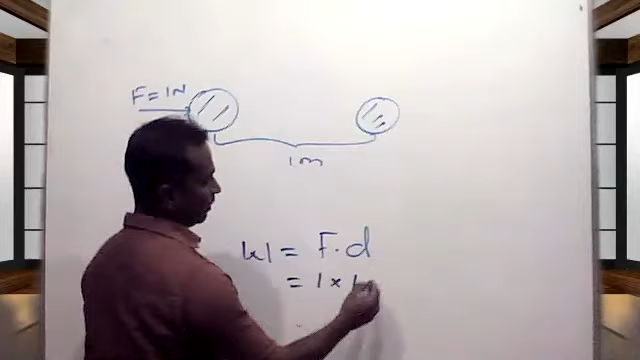 F = 1N
1m
W = F.d
= 1 × 1